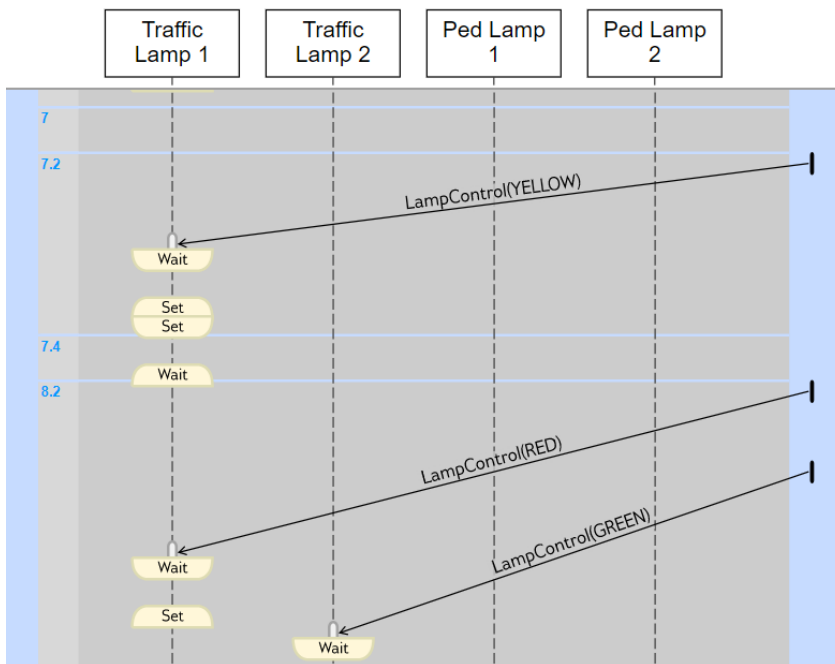 Traffic
Lamp 1
Traffic
Lamp 2
Ped Lamp
1
Ped Lamp
2
7
7.2
LampControl(YELLOW)
Wait
Set
Set
7.4
Wait
8.2
LampControl(RED)
LampControl(GREEN)
Wait
Set
Wait